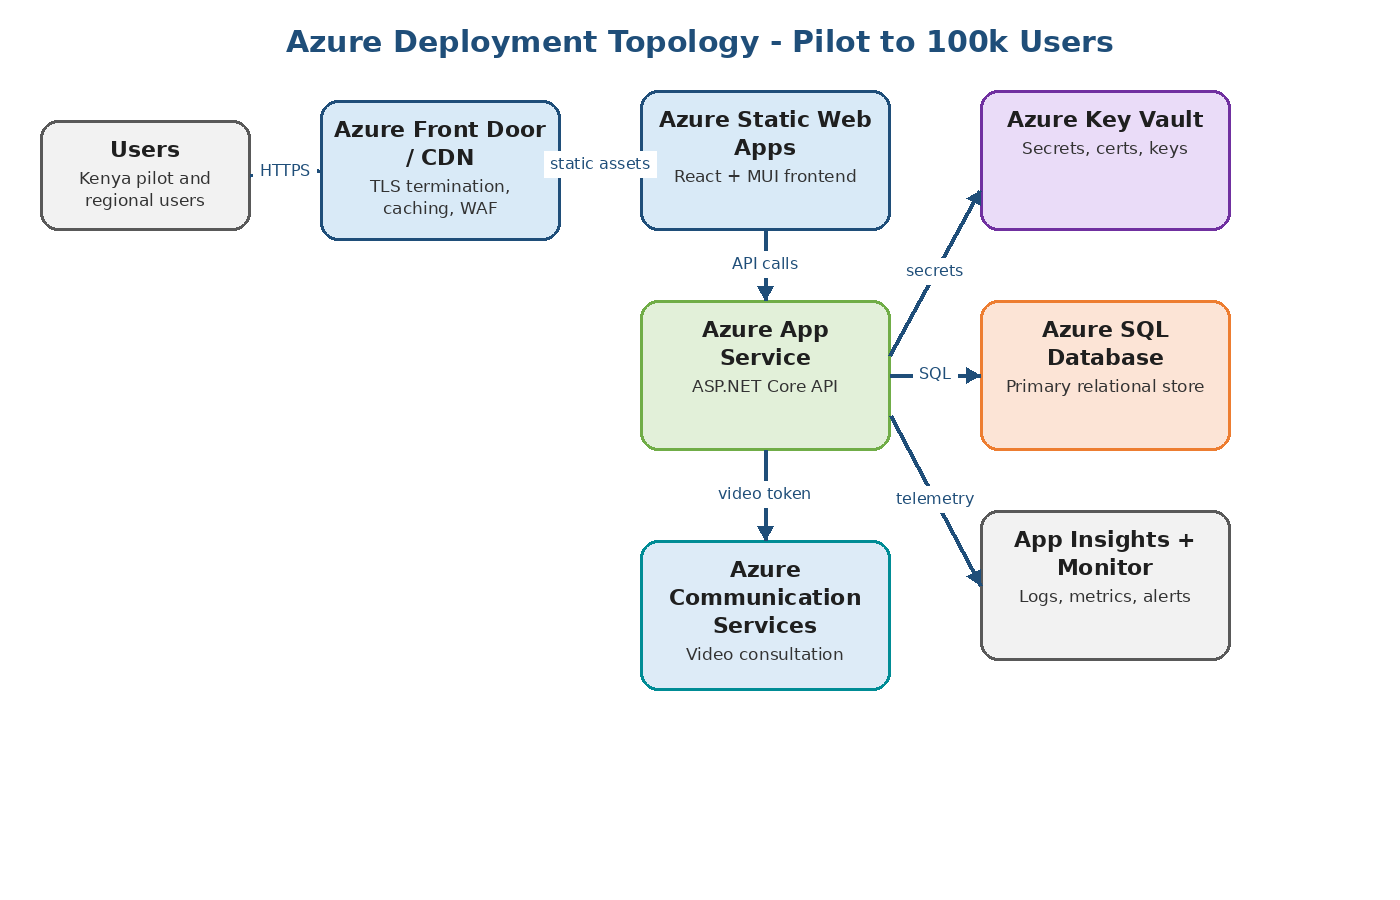 Azure Deployment Topology - Pilot to 100k Users
Users
Kenya pilot and
regional users
HTTPS
Azure Front Door
/ CDN
TLS termination,
caching, WAF
static assets
Azure Static Web
Apps
React + MUI frontend
Azure Key Vault
Secrets, certs, keys
API calls
secrets
Azure App
Service
ASP.NET Core API
SQL
Azure SQL
Database
Primary relational store
video token
telemetry
Azure
Communication
Services
Video consultation
App Insights +
Monitor
Logs, metrics, alerts